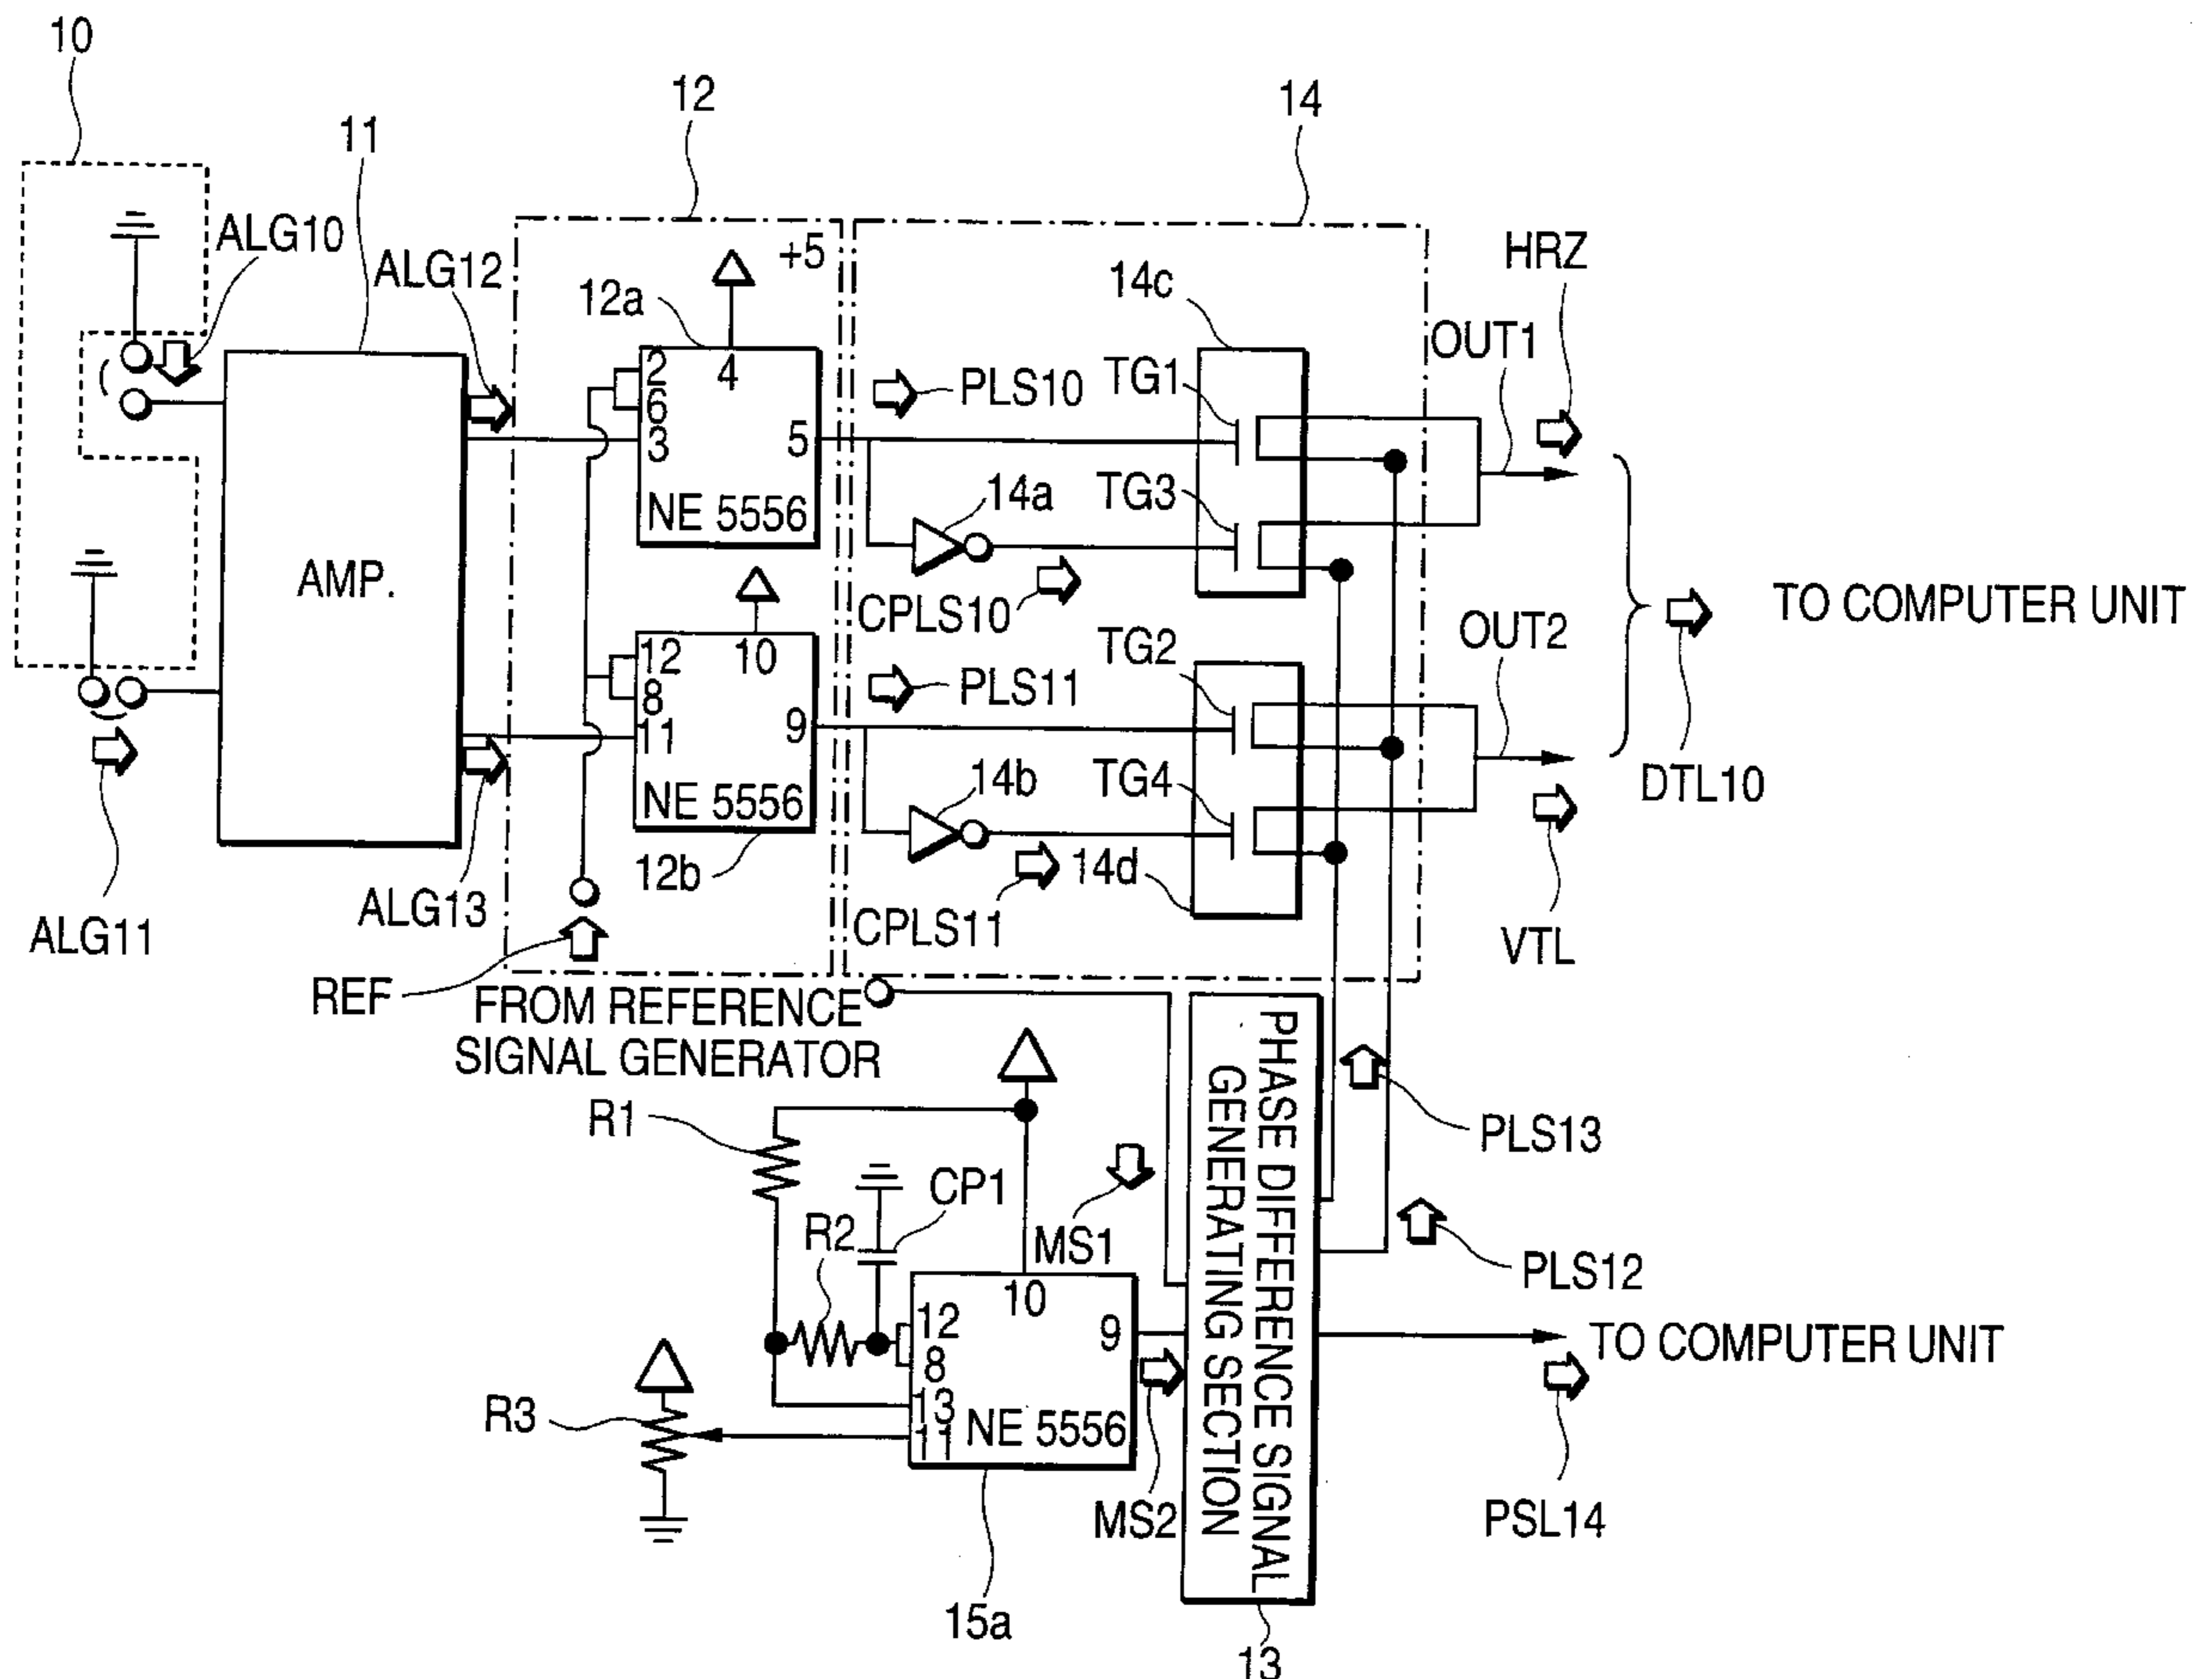 10
12
14
11
ALG10
ALG12
+5
12a
14c
HRZ
OUT1
2
4
6
3
5
NE 5556
PLS10
TG1
14a
TG3
CPLS10
AMP.
TO COMPUTER UNIT
OUT2
12
10
8
11
9
NE 5556
PLS11
TG2
14b
TG4
DTL10
12b
14d
ALG13
CPLS11
ALG11
VTL
REF
FROM REFERENCE
SIGNAL GENERATOR
R1
PLS13
CP1
R2
MS1
PLS12
10
12
8
9
13
11
NE 5556
PHASE DIFFERENCE SIGNAL
GENERATING SECTION
TO COMPUTER UNIT
R3
MS2
PSL14
15a
13